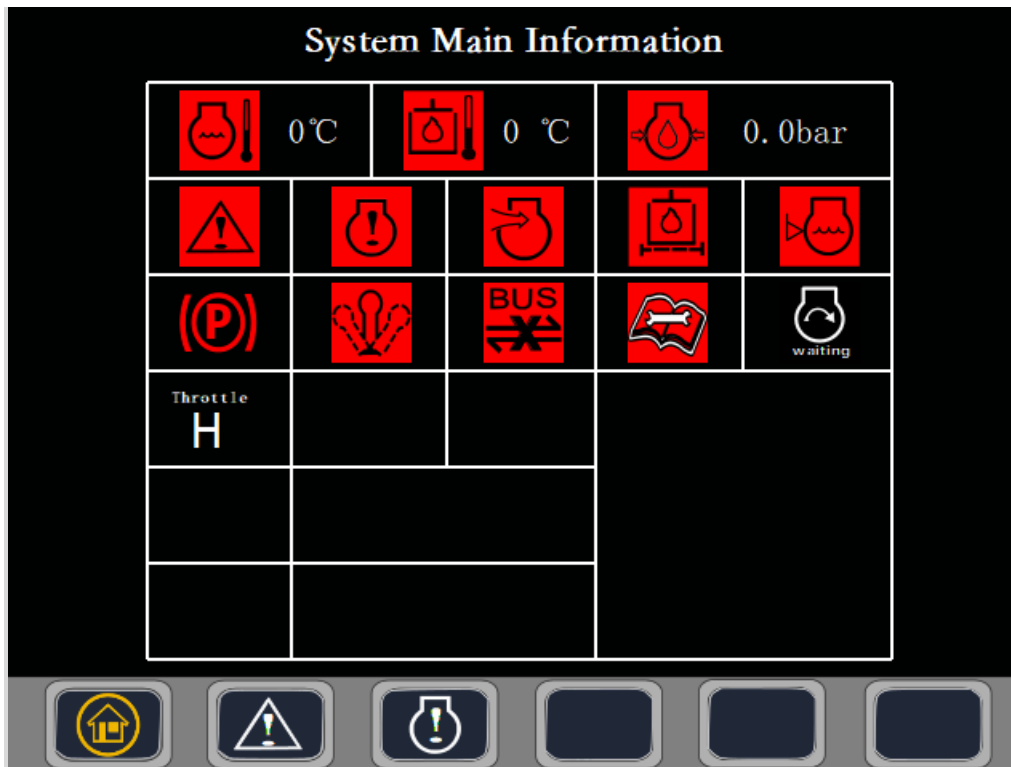 System Main Information
0℃
0 ℃
0.0bar
(P)
BUS
waiting
Throttle
H